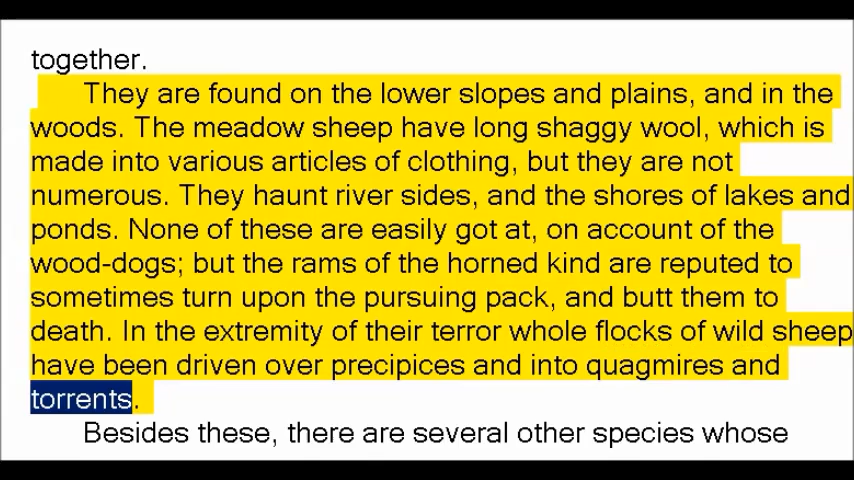 together.
They are found on the lower slopes and plains, and in the
woods. The meadow sheep have long shaggy wool, which is
made into various articles of clothing, but they are not
numerous. They haunt river sides, and the shores of lakes and
ponds. None of these are easily got at, on account of the
wood-dogs; but the rams of the horned kind are reputed to
sometimes turn upon the pursuing pack, and butt them to
death. In the extremity of their terror whole flocks of wild sheep
have been driven over precipices and into quagmires and
torrents.
Besides these, there are several other species whose